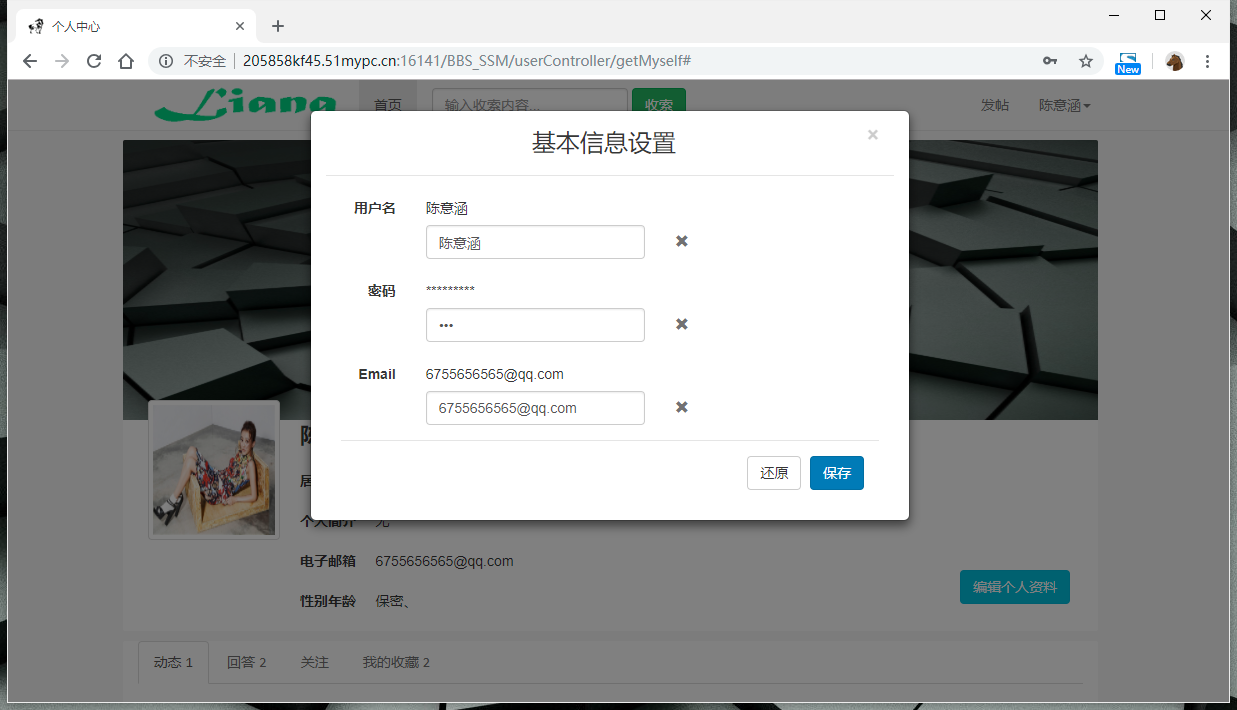 个人中心
不安全 205858kf45.51mypc.cn:16141/BBS_SSM/userController/getMyself#
New
Liang 首页 输入收索内容... 收索 发帖 陈意涵
基本信息设置
用户名 陈意涵
陈意涵
密码 *********
•••
Email 6755656565@qq.com
6755656565@qq.com
还原 保存
个人简介 无
电子邮箱 6755656565@qq.com
编辑个人资料
性别年龄 保密、
动态 1 回答 2 关注 我的收藏 2